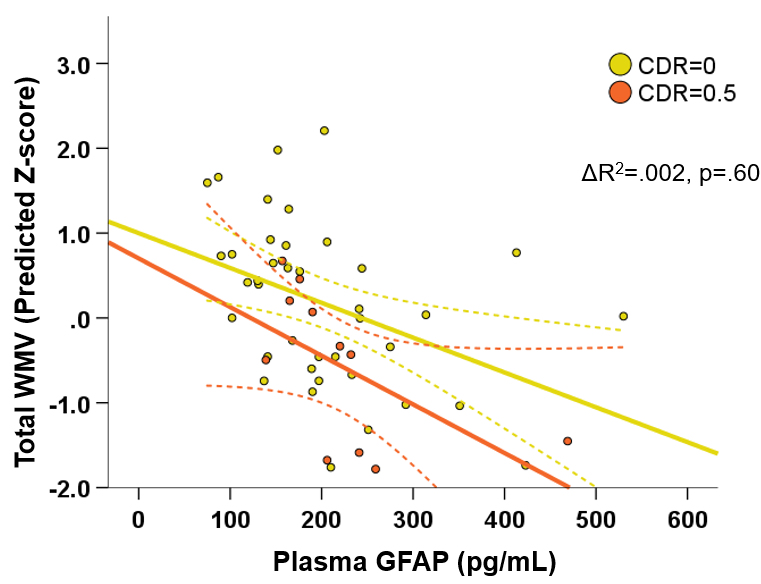 CDR=0
CDR=0.5
ΔR²=.002, p=.60
Total WMV (Predicted Z-score)
3.0
2.0
1.0
.0
-1.0
-2.0
0 100 200 300 400 500 600
Plasma GFAP (pg/mL)